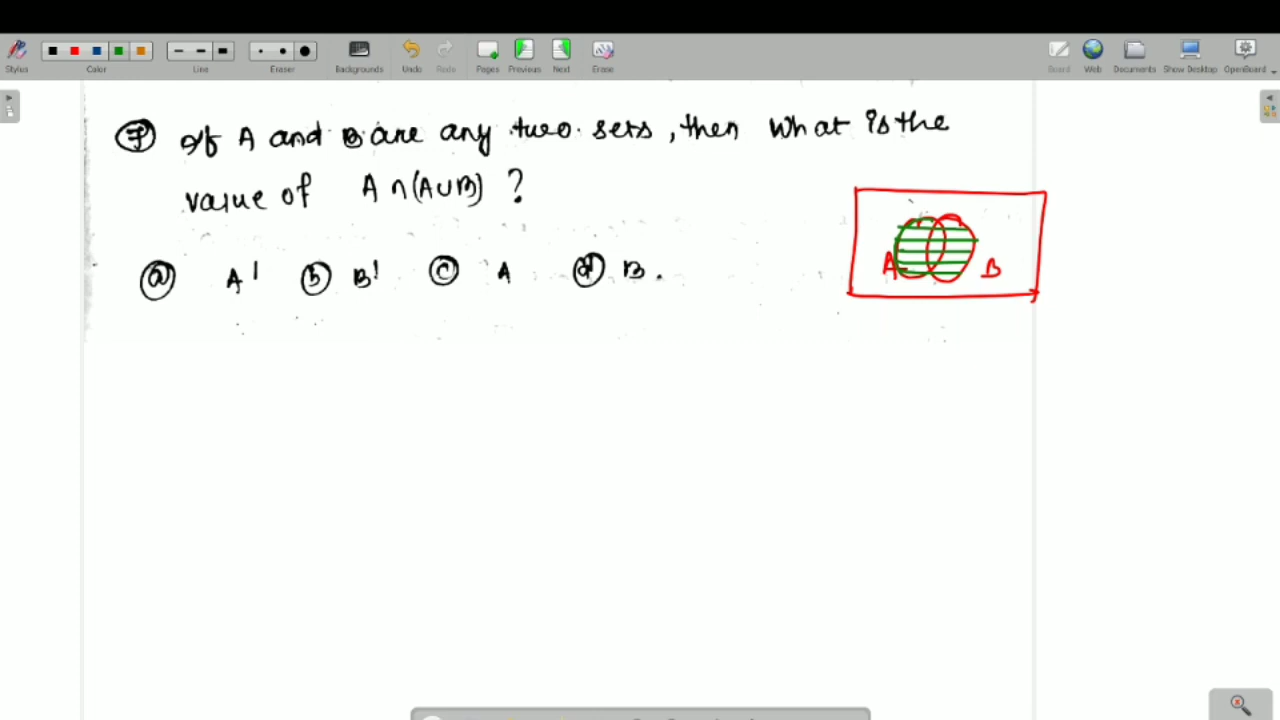 Stylus Color Line Eraser Backgrounds Undo Redo Pages Previous Next Erase Board Web Documents Show Desktop OpenBoard
7 If A and B are any two sets, then What is the
value of A∩(A∪B) ?
a A' b B' c A d B.
A B